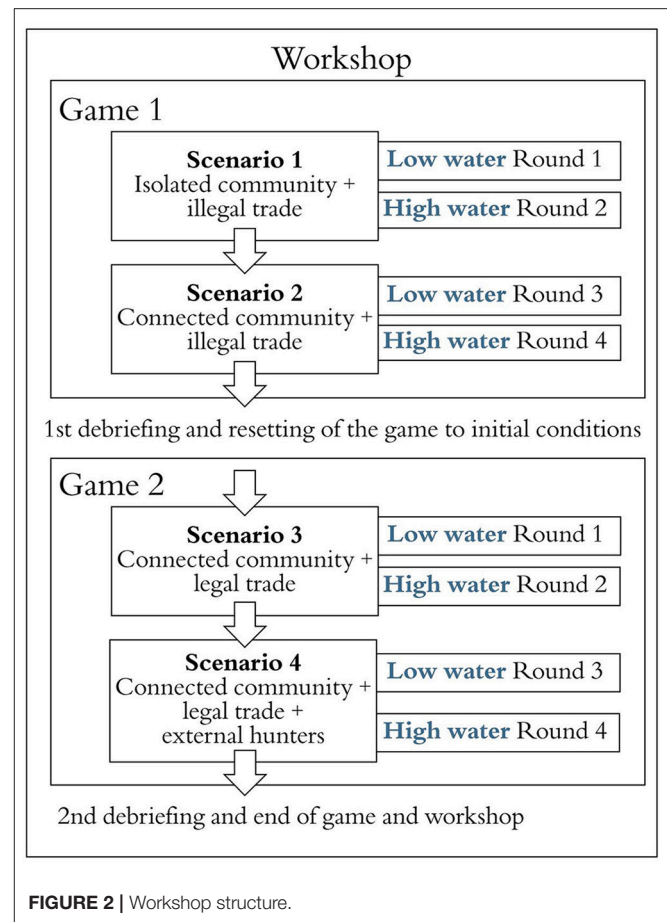 Workshop
Game 1
Scenario 1
Isolated community +
illegal trade
Low water Round 1
High water Round 2
Scenario 2
Connected community +
illegal trade
Low water Round 3
High water Round 4
1st debriefing and resetting of the game to initial conditions
Game 2
Scenario 3
Connected community +
legal trade
Low water Round 1
High water Round 2
Scenario 4
Connected community +
legal trade +
external hunters
Low water Round 3
High water Round 4
2nd debriefing and end of game and workshop
FIGURE 2 | Workshop structure.